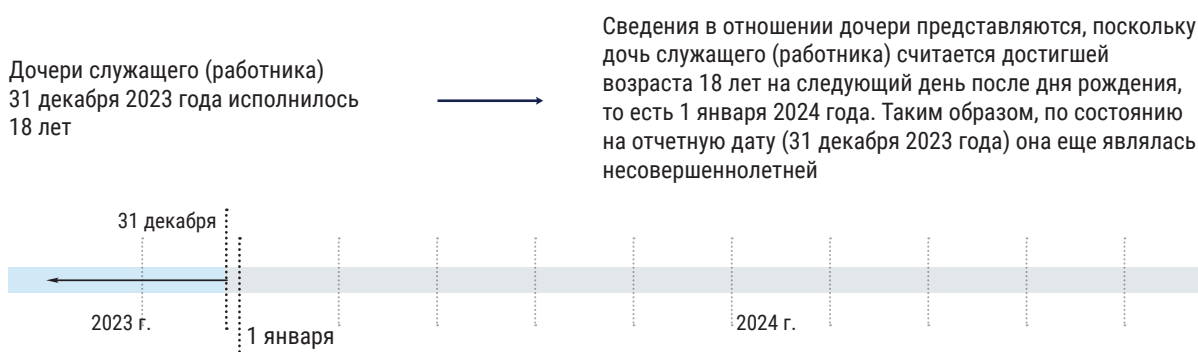 Дочери служащего (работника)
31 декабря 2023 года исполнилось
18 лет
Сведения в отношении дочери представляются, поскольку
дочь служащего (работника) считается достигшей
возраста 18 лет на следующий день после дня рождения,
то есть 1 января 2024 года. Таким образом, по состоянию
на отчетную дату (31 декабря 2023 года) она еще являлась
несовершеннолетней
31 декабря
2023 г.
1 января
2024 г.